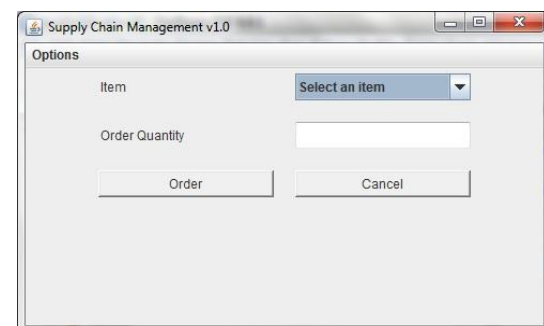 Supply Chain Management v1.0
Options
Item Select an item
Order Quantity
Order Cancel